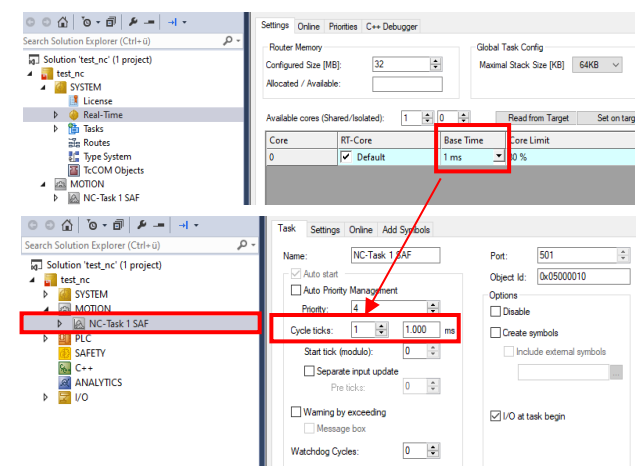 Search Solution Explorer (Ctrl+ü)
Solution 'test_nc' (1 project)
test_nc
SYSTEM
License
Real-Time
Tasks
Routes
Type System
TcCOM Objects
MOTION
NC-Task 1 SAF
Settings Online Priorities C++ Debugger
Router Memory
Configured Size [MB]: 32
Allocated / Available:
Global Task Config
Maximal Stack Size [KB] 64KB
Available cores (Shared/Isolated): 1 0 Read from Target Set on targ
Core RT-Core Base Time Core Limit
0 Default 1 ms %
Search Solution Explorer (Ctrl+ü)
Solution 'test_nc' (1 project)
test_nc
SYSTEM
MOTION
NC-Task 1 SAF
PLC
SAFETY
C++
ANALYTICS
I/O
Task Settings Online Add Symbols
Name: NC-Task 1 SAF
Auto start
Auto Priority Management
Priority: 4
Cycle ticks: 1 1.000 ms
Start tick (modulo): 0
Separate input update
Pre ticks: 0
Warning by exceeding
Message box
Watchdog Cycles: 0
Port: 501
Object Id: 0x05000010
Options
Disable
Create symbols
Include external symbols
...
I/O at task begin